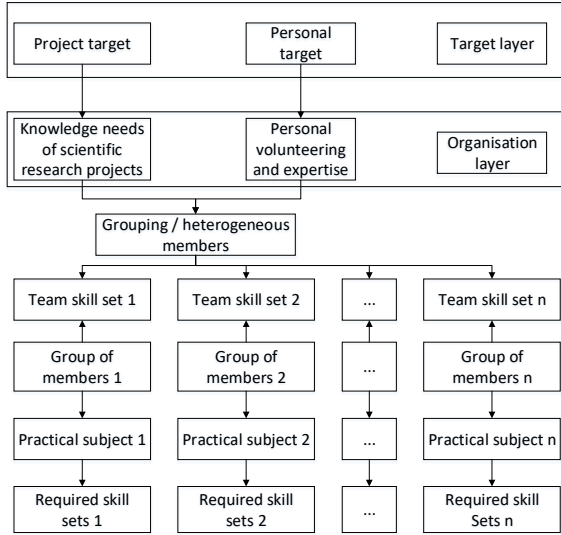 Project target
Personal
target
Target layer
Knowledge needs
of scientific
research projects
Personal
volunteering
and expertise
Organisation
layer
Grouping / heterogeneous
members
Team skill set 1
Team skill set 2
...
Team skill set n
Group of
members 1
Group of
members 2
...
Group of
members n
Practical subject 1
Practical subject 2
...
Practical subject n
Required skill
sets 1
Required skill
sets 2
...
Required skill
Sets n